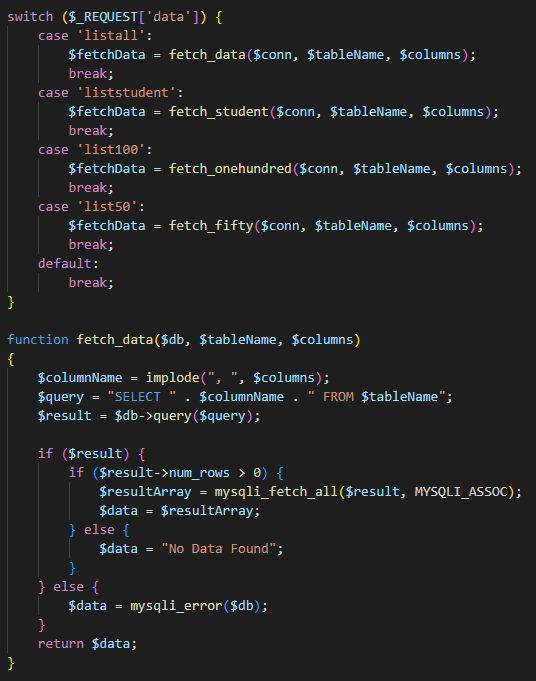 switch ($_REQUEST['data']) {
    case 'listall':
        $fetchData = fetch_data($conn, $tableName, $columns);
        break;
    case 'liststudent':
        $fetchData = fetch_student($conn, $tableName, $columns);
        break;
    case 'list100':
        $fetchData = fetch_onehundred($conn, $tableName, $columns);
        break;
    case 'list50':
        $fetchData = fetch_fifty($conn, $tableName, $columns);
        break;
    default:
        break;
}

function fetch_data($db, $tableName, $columns)
{
    $columnName = implode(", ", $columns);
    $query = "SELECT " . $columnName . " FROM $tableName";
    $result = $db->query($query);

    if ($result) {
        if ($result->num_rows > 0) {
            $resultArray = mysqli_fetch_all($result, MYSQLI_ASSOC);
            $data = $resultArray;
        } else {
            $data = "No Data Found";
        }
    } else {
        $data = mysqli_error($db);
    }
    return $data;
}